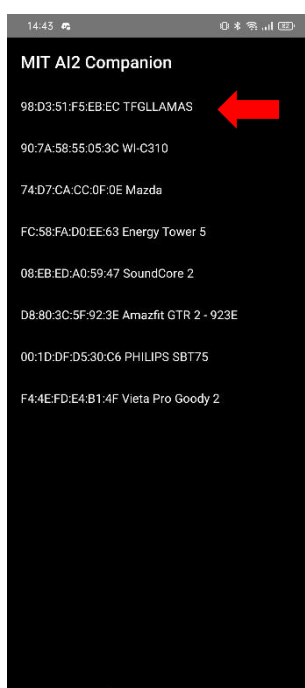 14:43 82
MIT AI2 Companion
98:D3:51:F5:EB:EC TFGLLAMAS
90:7A:58:55:05:3C WI-C310
74:D7:CA:CC:0F:0E Mazda
FC:58:FA:D0:EE:63 Energy Tower 5
08:EB:ED:A0:59:47 SoundCore 2
D8:80:3C:5F:92:3E Amazfit GTR 2 - 923E
00:1D:DF:D5:30:C6 PHILIPS SBT75
F4:4E:FD:E4:B1:4F Vieta Pro Goody 2